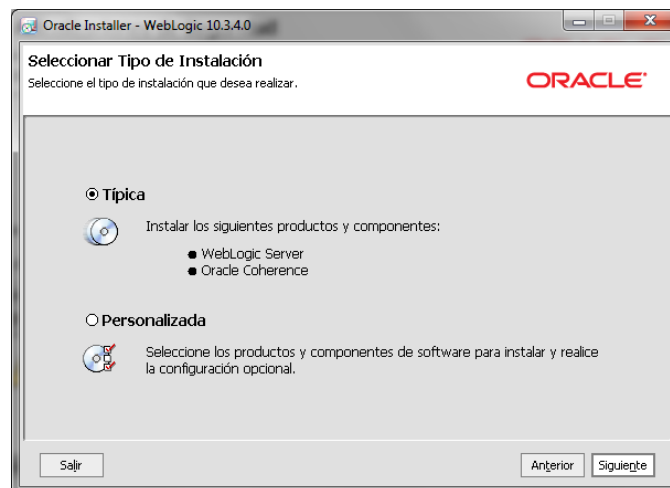 Oracle Installer - WebLogic 10.3.4.0
Seleccionar Tipo de Instalación
Seleccione el tipo de instalación que desea realizar.
ORACLE
Típica
Instalar los siguientes productos y componentes:
WebLogic Server
Oracle Coherence
Personalizada
Seleccione los productos y componentes de software para instalar y realice
la configuración opcional.
Salir
Anterior
Siguiente